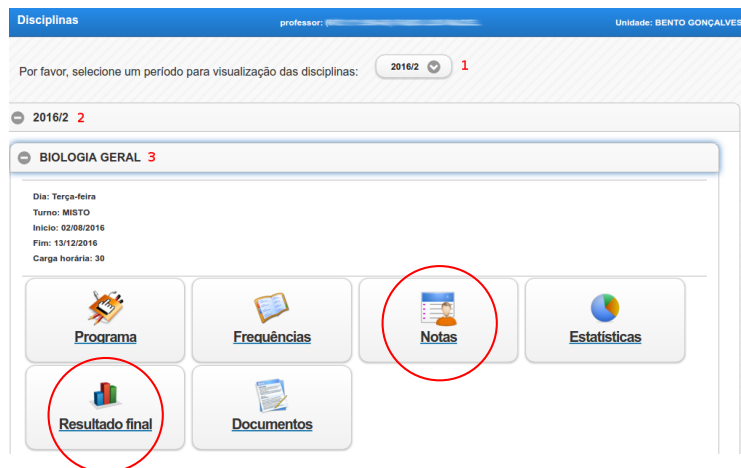 Disciplinas professor: Unidade: BENTO GONÇALVES
Por favor, selecione um período para visualização das disciplinas: 2016/2 1
2016/2 2
BIOLOGIA GERAL 3
Dia: Terça-feira
Turno: MISTO
Início: 02/08/2016
Fim: 13/12/2016
Carga horária: 30
Programa Frequências Notas Estatísticas
Resultado final Documentos